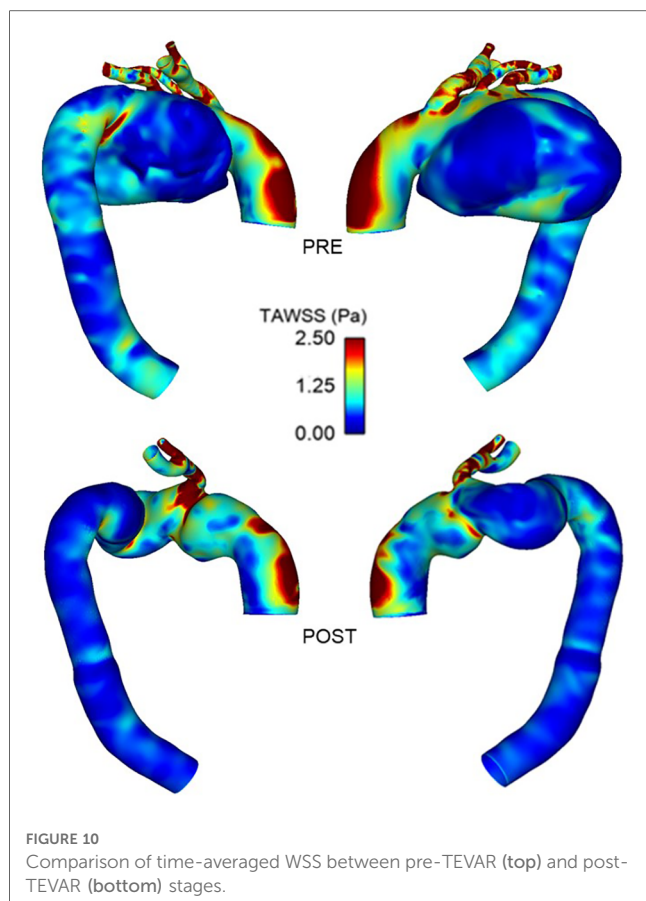 PRE
TAWSS (Pa)
2.50
1.25
0.00
POST
FIGURE 10
Comparison of time-averaged WSS between pre-TEVAR (top) and post-
TEVAR (bottom) stages.